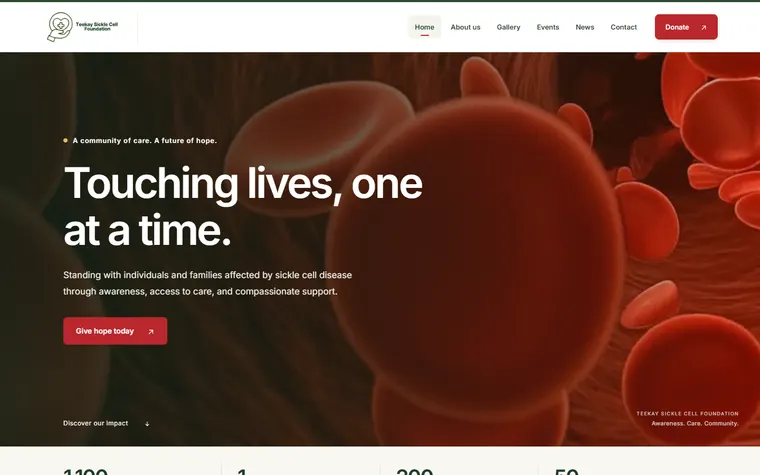 Teekay Sickle Cell
Foundation
Home
About us
Gallery
Events
News
Contact
Donate ↗
A community of care. A future of hope.
Touching lives, one
at a time.
Standing with individuals and families affected by sickle cell disease
through awareness, access to care, and compassionate support.
Give hope today ↗
Discover our impact ↓
TEEKAY SICKLE CELL FOUNDATION
Awareness. Care. Community.